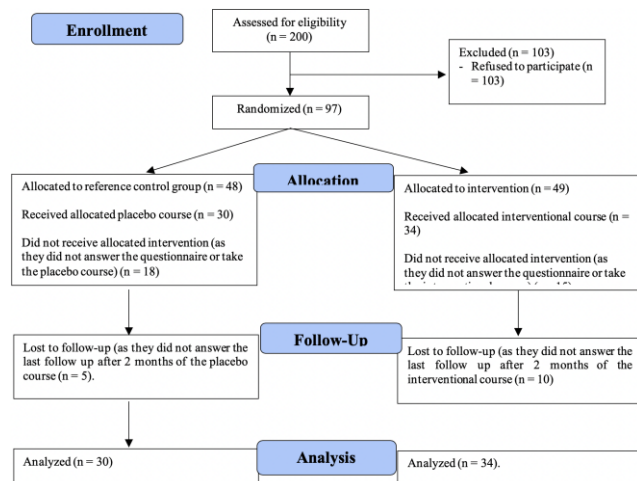 Enrollment
Assessed for eligibility
(n = 200)
Excluded (n = 103)
- Refused to participate (n
= 103)
Randomized (n = 97)
Allocation
Allocated to reference control group (n = 48)
Received allocated placebo course (n = 30)
Did not receive allocated intervention (as
they did not answer the questionnaire or take
the placebo course) (n = 18)
Allocated to intervention (n = 49)
Received allocated interventional course (n =
34)
Did not receive allocated intervention (as
they did not answer the questionnaire or take
Follow-Up
Lost to follow-up (as they did not answer the
last follow up after 2 months of the placebo
course (n = 5).
Lost to follow-up (as they did not answer the
last follow up after 2 months of the
interventional course (n = 10)
Analysis
Analyzed (n = 30)
Analyzed (n = 34).